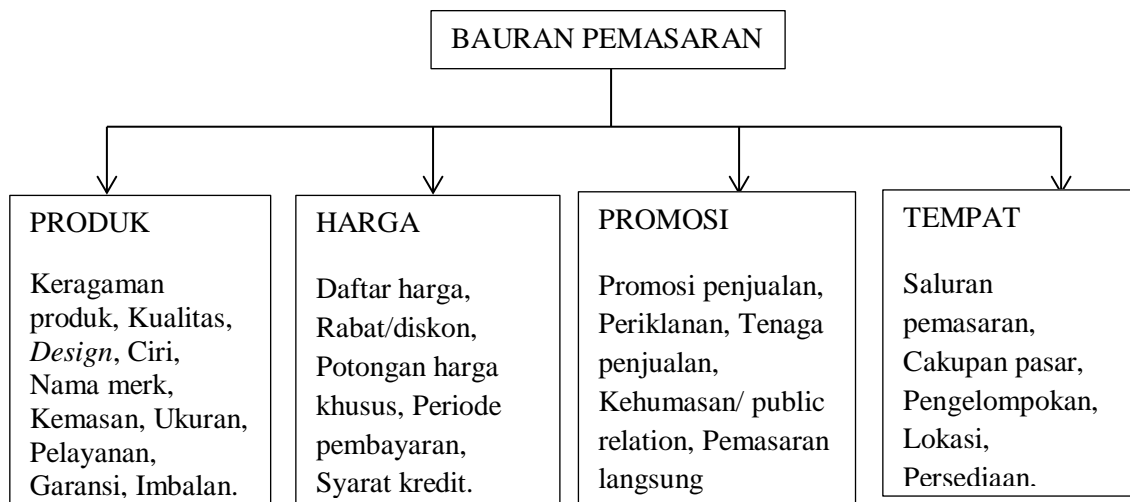 BAURAN PEMASARAN
PRODUK
Keragaman
produk, Kualitas,
Design, Ciri,
Nama merk,
Kemasan, Ukuran,
Pelayanan,
Garansi, Imbalan.
HARGA
Daftar harga,
Rabat/diskon,
Potongan harga
khusus, Periode
pembayaran,
Syarat kredit.
PROMOSI
Promosi penjualan,
Periklanan, Tenaga
penjualan,
Kehumasan/ public
relation, Pemasaran
langsung
TEMPAT
Saluran
pemasaran,
Cakupan pasar,
Pengelompokan,
Lokasi,
Persediaan.